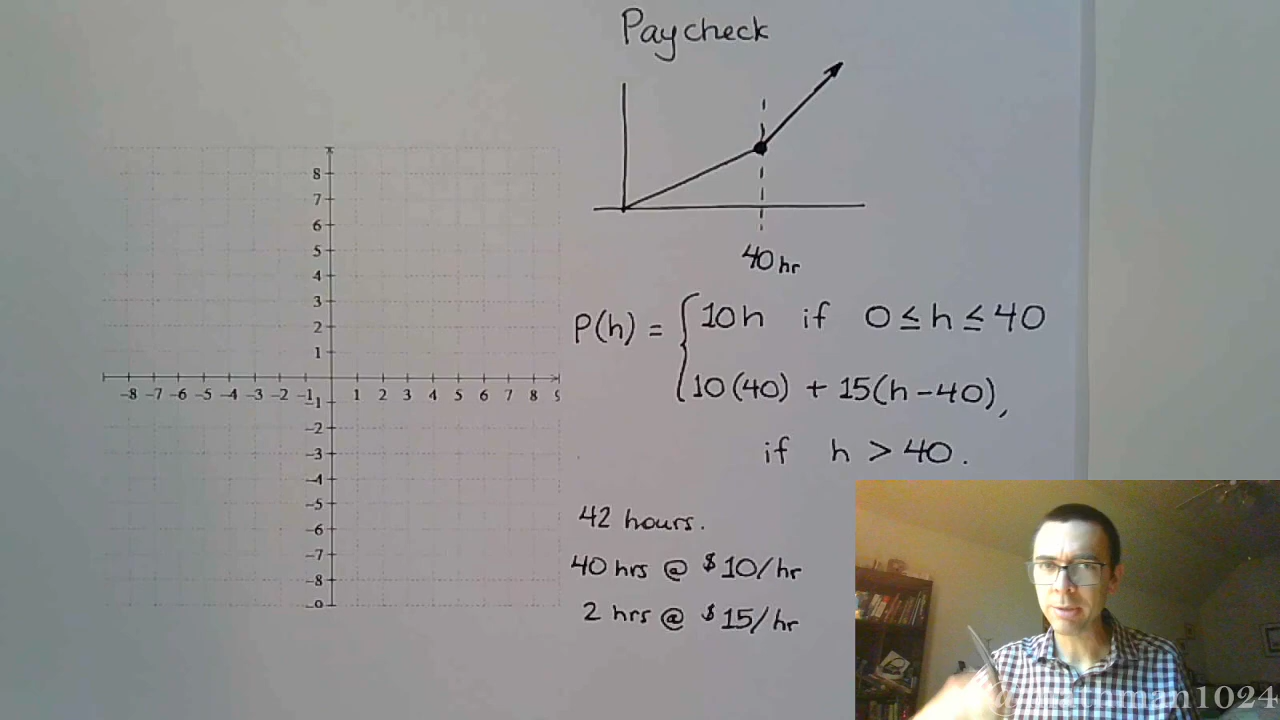 Paycheck
40 hr
P(h) = { 10h if 0 ≤ h ≤ 40
10(40) + 15(h-40),
if h > 40.
42 hours.
40 hrs @ $10/hr
2 hrs @ $15/hr
8
7
6
5
4
3
2
1
-8 -7 -6 -5 -4 -3 -2 -1 1 2 3 4 5 6 7 8
-1
-2
-3
-4
-5
-6
-7
-8
@mathman1024